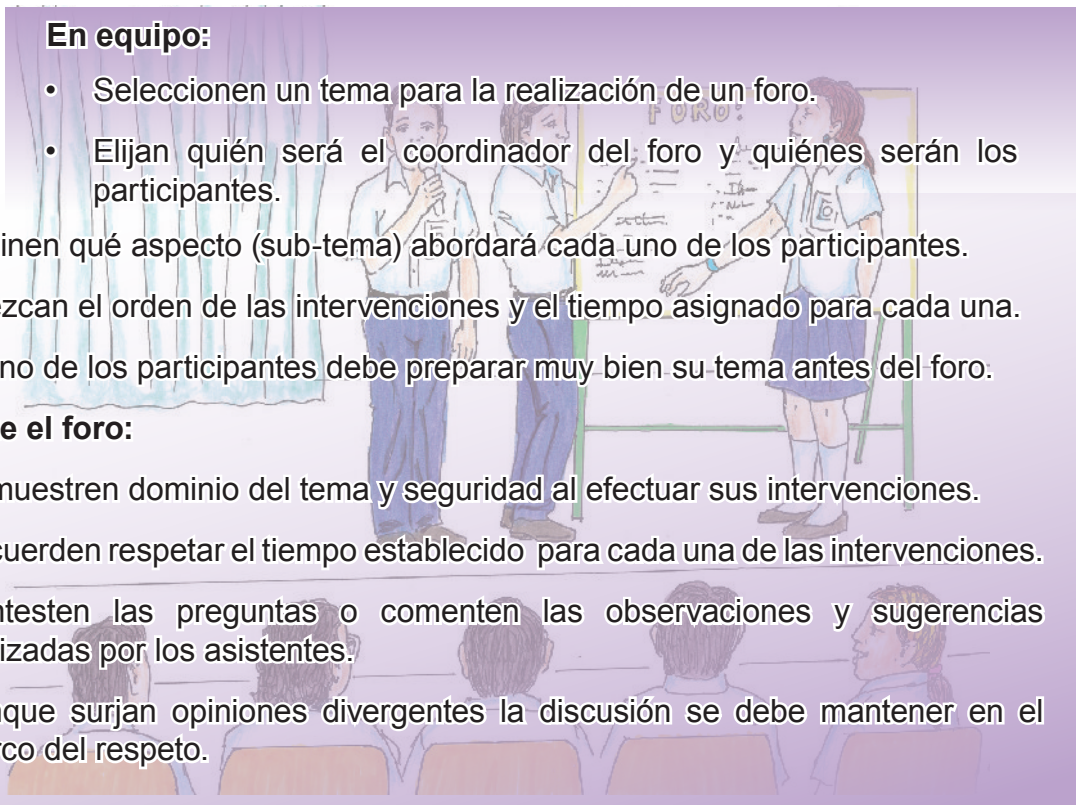 En equipo:
• Seleccionen un tema para la realización de un foro.
• Elijan quién será el coordinador del foro y quiénes serán los
participantes.
inen qué aspecto (sub-tema) abordará cada uno de los participantes.
ezcan el orden de las intervenciones y el tiempo asignado para cada una.
no de los participantes debe preparar muy bien su tema antes del foro.
e el foro:
muestren dominio del tema y seguridad al efectuar sus intervenciones.
cuerden respetar el tiempo establecido para cada una de las intervenciones.
ntesten las preguntas o comenten las observaciones y sugerencias
izadas por los asistentes.
nque surjan opiniones divergentes la discusión se debe mantener en el
rco del respeto.
FORO: